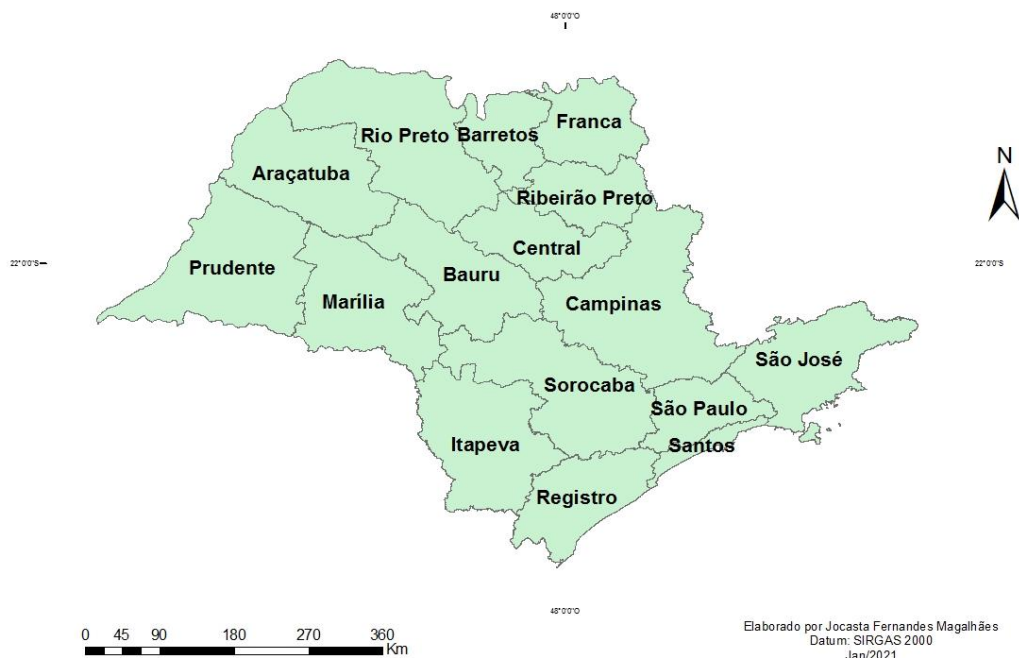 48°0'0"O
Franca
Rio Preto
Barretos
N
Araçatuba
Ribeirão Preto
Central
22°0'0"S
22°0'0"S
Prudente
Bauru
Marília
Campinas
São José
Sorocaba
São Paulo
Itapeva
Santos
Registro
48°0'0"O
0 45 90 180 270 360
Km
Elaborado por Jocasta Fernandes Magalhães
Datum: SIRGAS 2000
Jan/2021